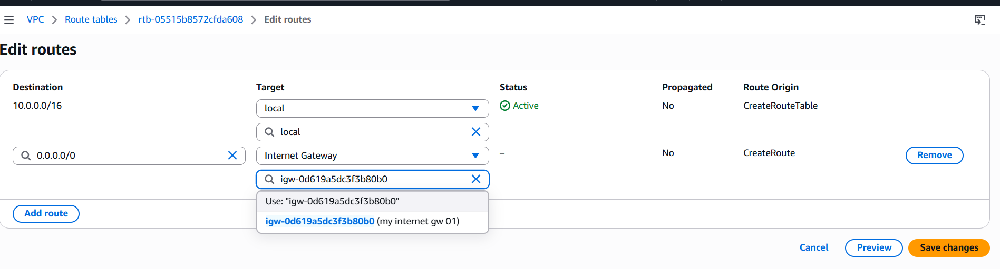 VPC > Route tables > rtb-05515b8572cfda608 > Edit routes
Edit routes
Destination Target Status Propagated Route Origin
10.0.0.0/16 local Active No CreateRouteTable
local
0.0.0.0/0 Internet Gateway – No CreateRoute Remove
igw-0d619a5dc3f3b80b0
Use: "igw-0d619a5dc3f3b80b0"
Add route igw-0d619a5dc3f3b80b0 (my internet gw 01)
Cancel Preview Save changes